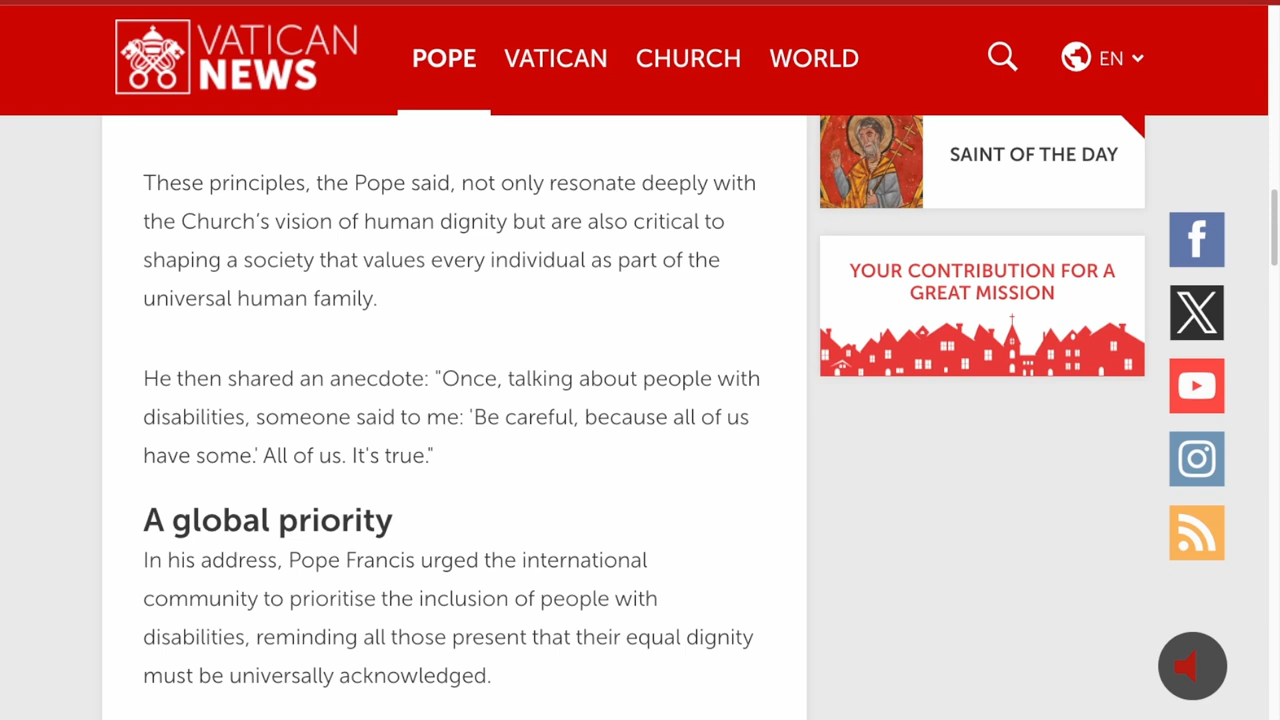 VATICAN
NEWS
POPE
VATICAN
CHURCH
WORLD
EN
These principles, the Pope said, not only resonate deeply with
the Church’s vision of human dignity but are also critical to
shaping a society that values every individual as part of the
universal human family.
He then shared an anecdote: "Once, talking about people with
disabilities, someone said to me: 'Be careful, because all of us
have some.' All of us. It's true."
A global priority
In his address, Pope Francis urged the international
community to prioritise the inclusion of people with
disabilities, reminding all those present that their equal dignity
must be universally acknowledged.
SAINT OF THE DAY
YOUR CONTRIBUTION FOR A
GREAT MISSION